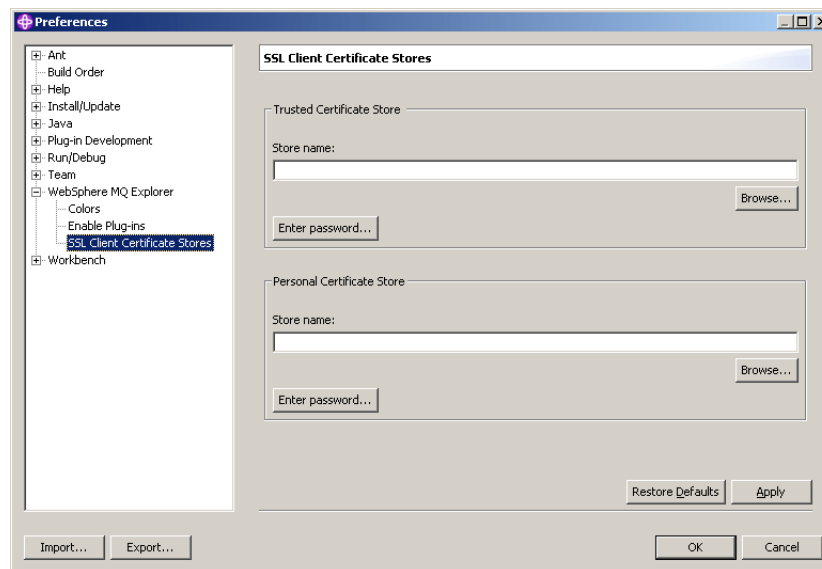 Preferences
Ant
Build Order
Help
Install/Update
Java
Plug-in Development
Run/Debug
Team
WebSphere MQ Explorer
Colors
Enable Plug-ins
SSL Client Certificate Stores
Workbench
SSL Client Certificate Stores
Trusted Certificate Store
Store name:
Browse...
Enter password...
Personal Certificate Store
Store name:
Browse...
Enter password...
Restore Defaults
Apply
Import...
Export...
OK
Cancel